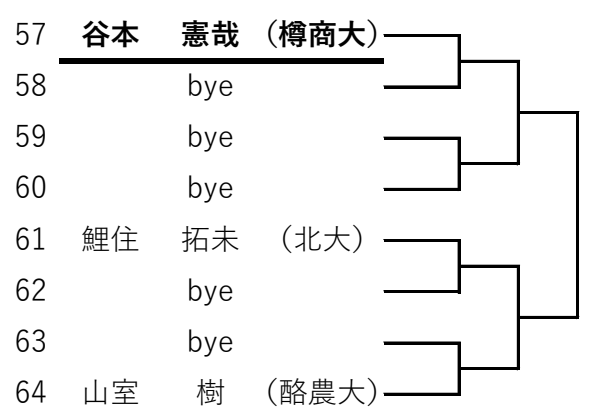 57 谷本 憲哉 (樽商大)
58 bye
59 bye
60 bye
61 鯉住 拓未 (北大)
62 bye
63 bye
64 山室 樹 (酪農大)